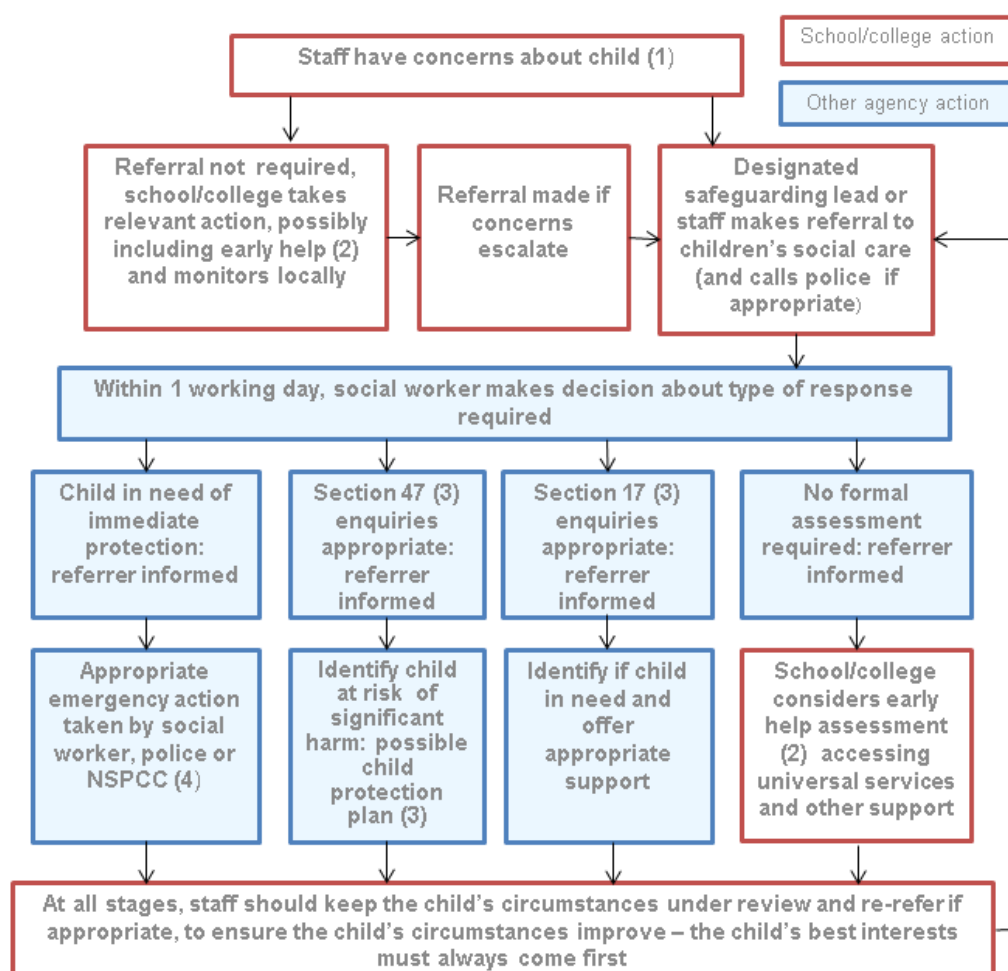 School/college action
Staff have concerns about child (1)
Other agency action
Referral not required,
school/college takes
relevant action, possibly
including early help (2)
and monitors locally
Referral made if
concerns
escalate
Designated
safeguarding lead or
staff makes referral to
children's social care
(and calls police if
appropriate)
Within 1 working day, social worker makes decision about type of response
required
Child in need of
immediate
protection:
referrer informed
Section 47 (3)
enquiries
appropriate:
referrer
informed
Section 17 (3)
enquiries
appropriate:
referrer
informed
No formal
assessment
required: referrer
informed
Appropriate
emergency action
taken by social
worker, police or
NSPCC (4)
Identify child
at risk of
significant
harm: possible
child
protection
plan (3)
Identify if child
in need and
offer
appropriate
support
School/college
considers early
help assessment
(2) accessing
universal services
and other support
At all stages, staff should keep the child's circumstances under review and re-refer if
appropriate, to ensure the child's circumstances improve – the child's best interests
must always come first